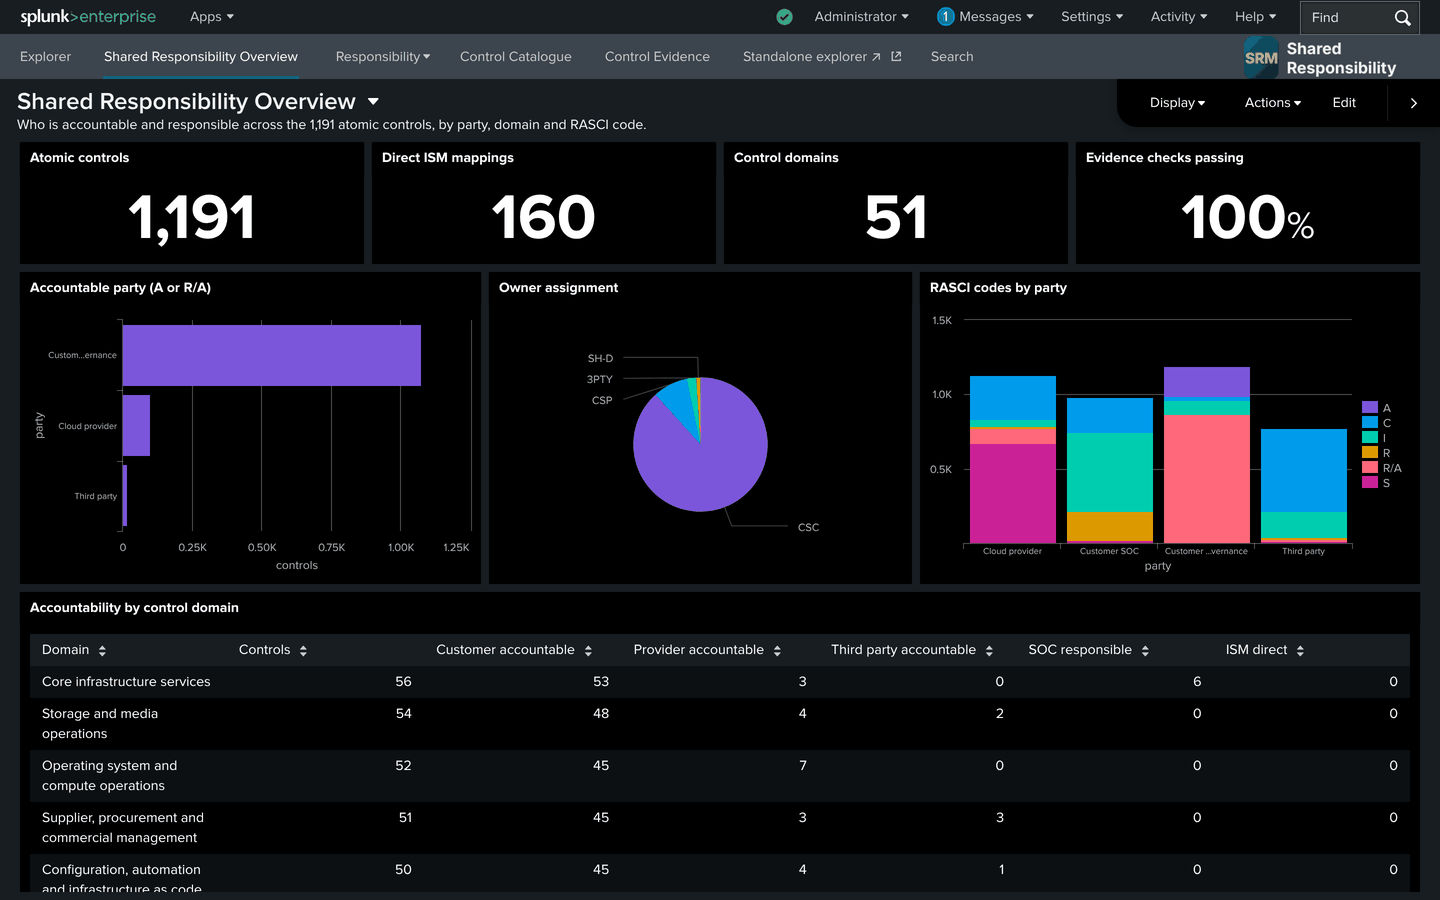 splunk>enterprise Apps Administrator 1 Messages Settings Activity Help Find
Explorer Shared Responsibility Overview Responsibility Control Catalogue Control Evidence Standalone explorer ↗ Search SRM Shared Responsibility
Shared Responsibility Overview
Display Actions Edit
Who is accountable and responsible across the 1,191 atomic controls, by party, domain and RASCI code.
Atomic controls
1,191
Direct ISM mappings
160
Control domains
51
Evidence checks passing
100%
Accountable party (A or R/A)
party
Custom...ernance
Cloud provider
Third party
0 0.25K 0.50K 0.75K 1.00K 1.25K
controls
Owner assignment
SH-D
3PTY
CSP
CSC
RASCI codes by party
1.5K
1.0K
0.5K
Cloud provider Customer SOC Customer ...vernance Third party
party
A
C
I
R
R/A
S
Accountability by control domain
Domain Controls Customer accountable Provider accountable Third party accountable SOC responsible ISM direct
Core infrastructure services 56 53 3 0 6 0
Storage and media operations 54 48 4 2 0 0
Operating system and compute operations 52 45 7 0 0 0
Supplier, procurement and commercial management 51 45 3 3 0 0
Configuration, automation and infrastructure as code 50 45 4 1 0 0